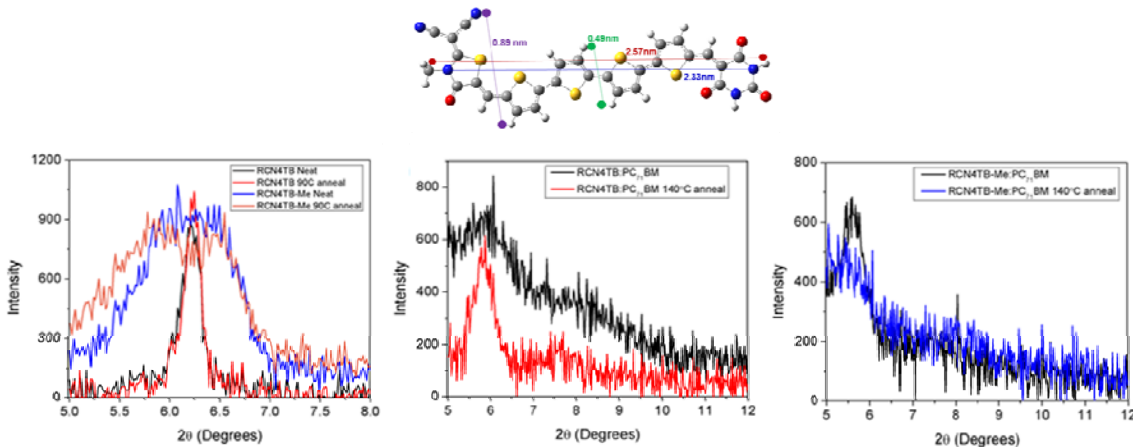 0.89 nm
0.49 nm
2.57nm
2.33nm
1200
900
600
300
0
Intensity
5.0 5.5 6.0 6.5 7.0 7.5 8.0
2θ (Degrees)
RCN4TB Neat
RCN4TB 90C anneal
RCN4TB-Me Neat
RCN4TB-Me 90C anneal
800
600
400
200
0
Intensity
5 6 7 8 9 10 11 12
2θ (Degrees)
RCN4TB:PC71BM
RCN4TB:PC71BM 140°C anneal
800
600
400
200
0
Intensity
5 6 7 8 9 10 11 12
2θ (Degrees)
RCN4TB-Me:PC71BM
RCN4TB-Me:PC71BM 140°C anneal